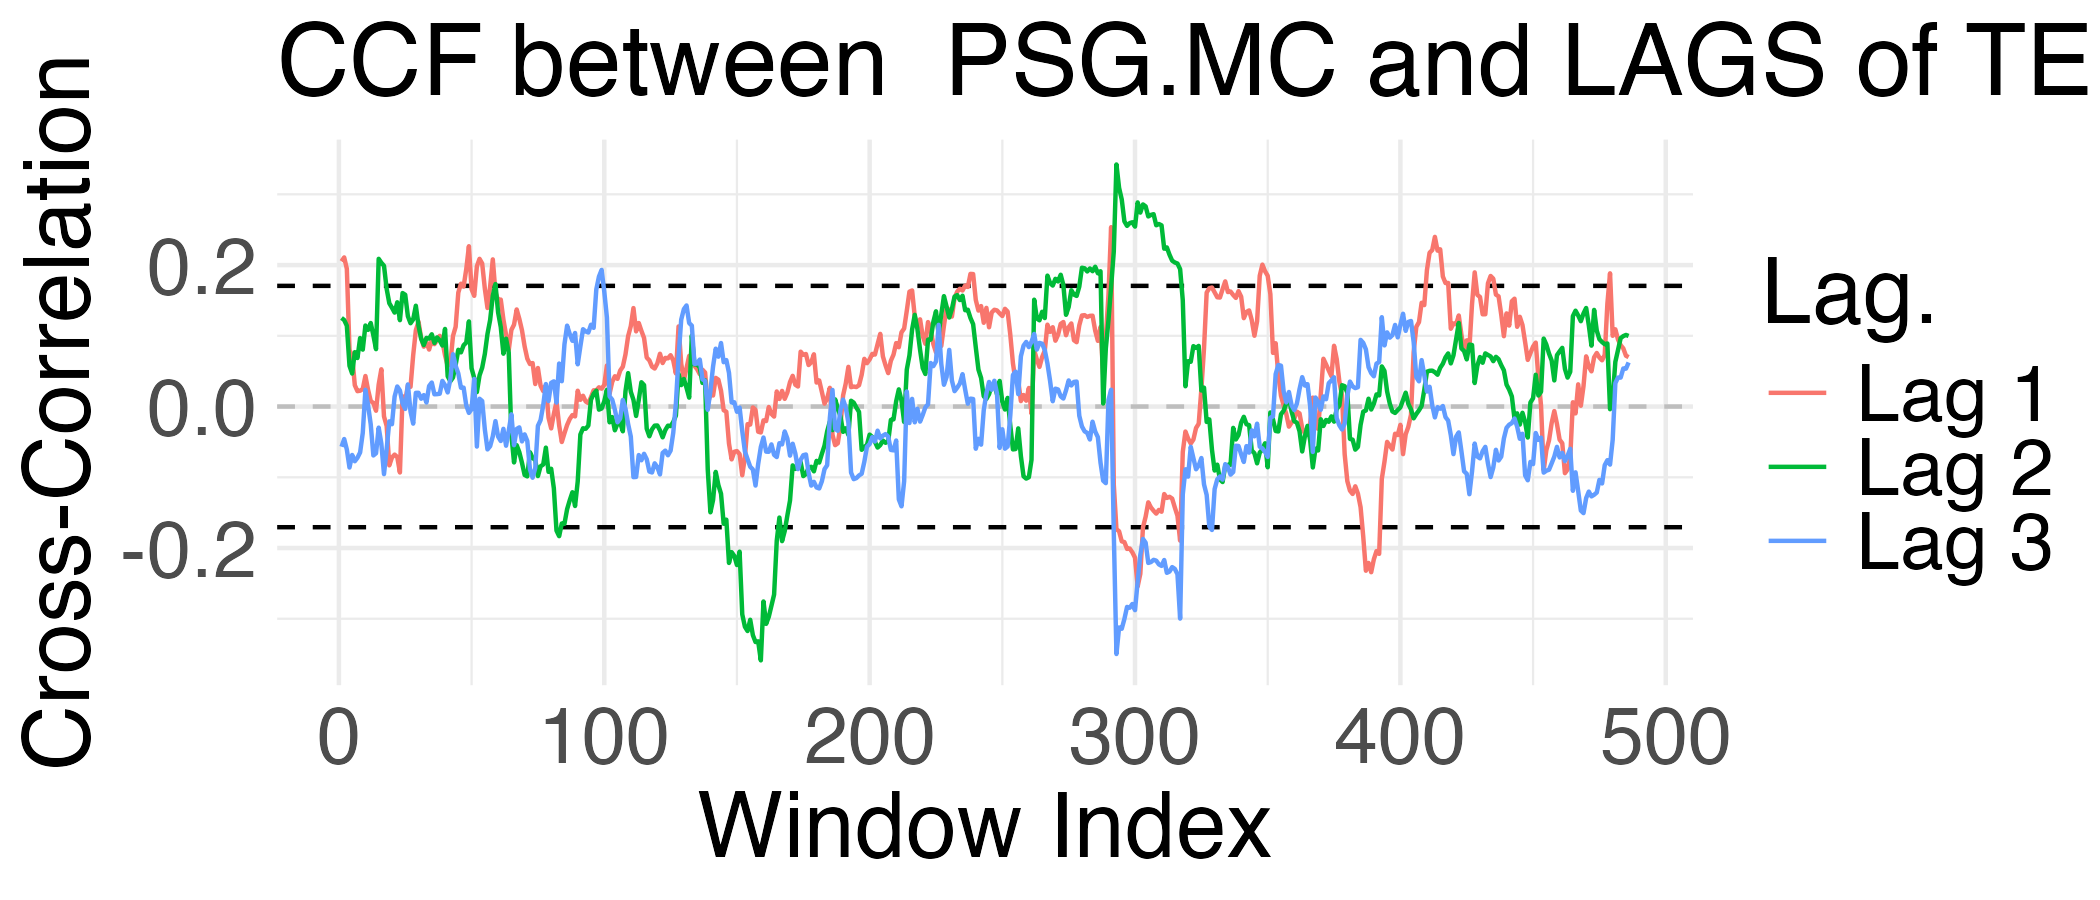 CCF between  PSG.MC and LAGS of TE
Cross-Correlation
0.2
0.0
-0.2
0
100
200
300
400
500
Window Index
Lag.
Lag 1
Lag 2
Lag 3